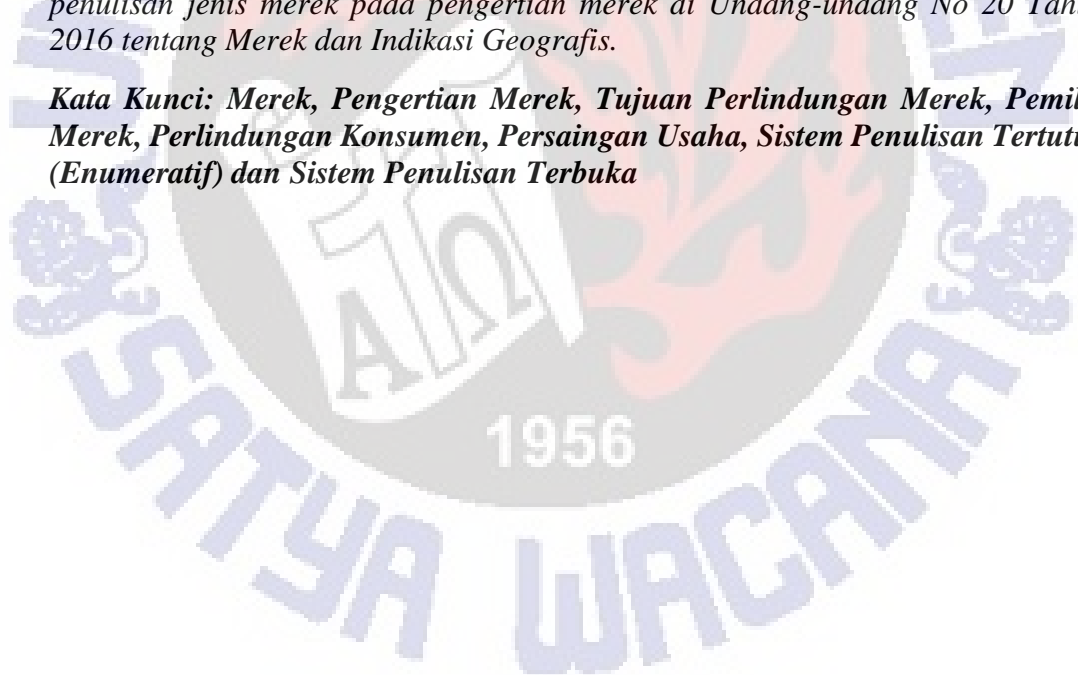 penulisan jenis merek pada pengertian merek di Undang-undang No 20
2016 tentang Merek dan Indikasi Geografis.
Kata Kunci: Merek, Pengertian Merek, Tujuan Perlindungan Merek,
Merek, Perlindungan Konsumen, Persaingan Usaha, Sistem Penulisan
(Enumeratif) dan Sistem Penulisan Terbuka
A Ω
1956
SATYA WACANA